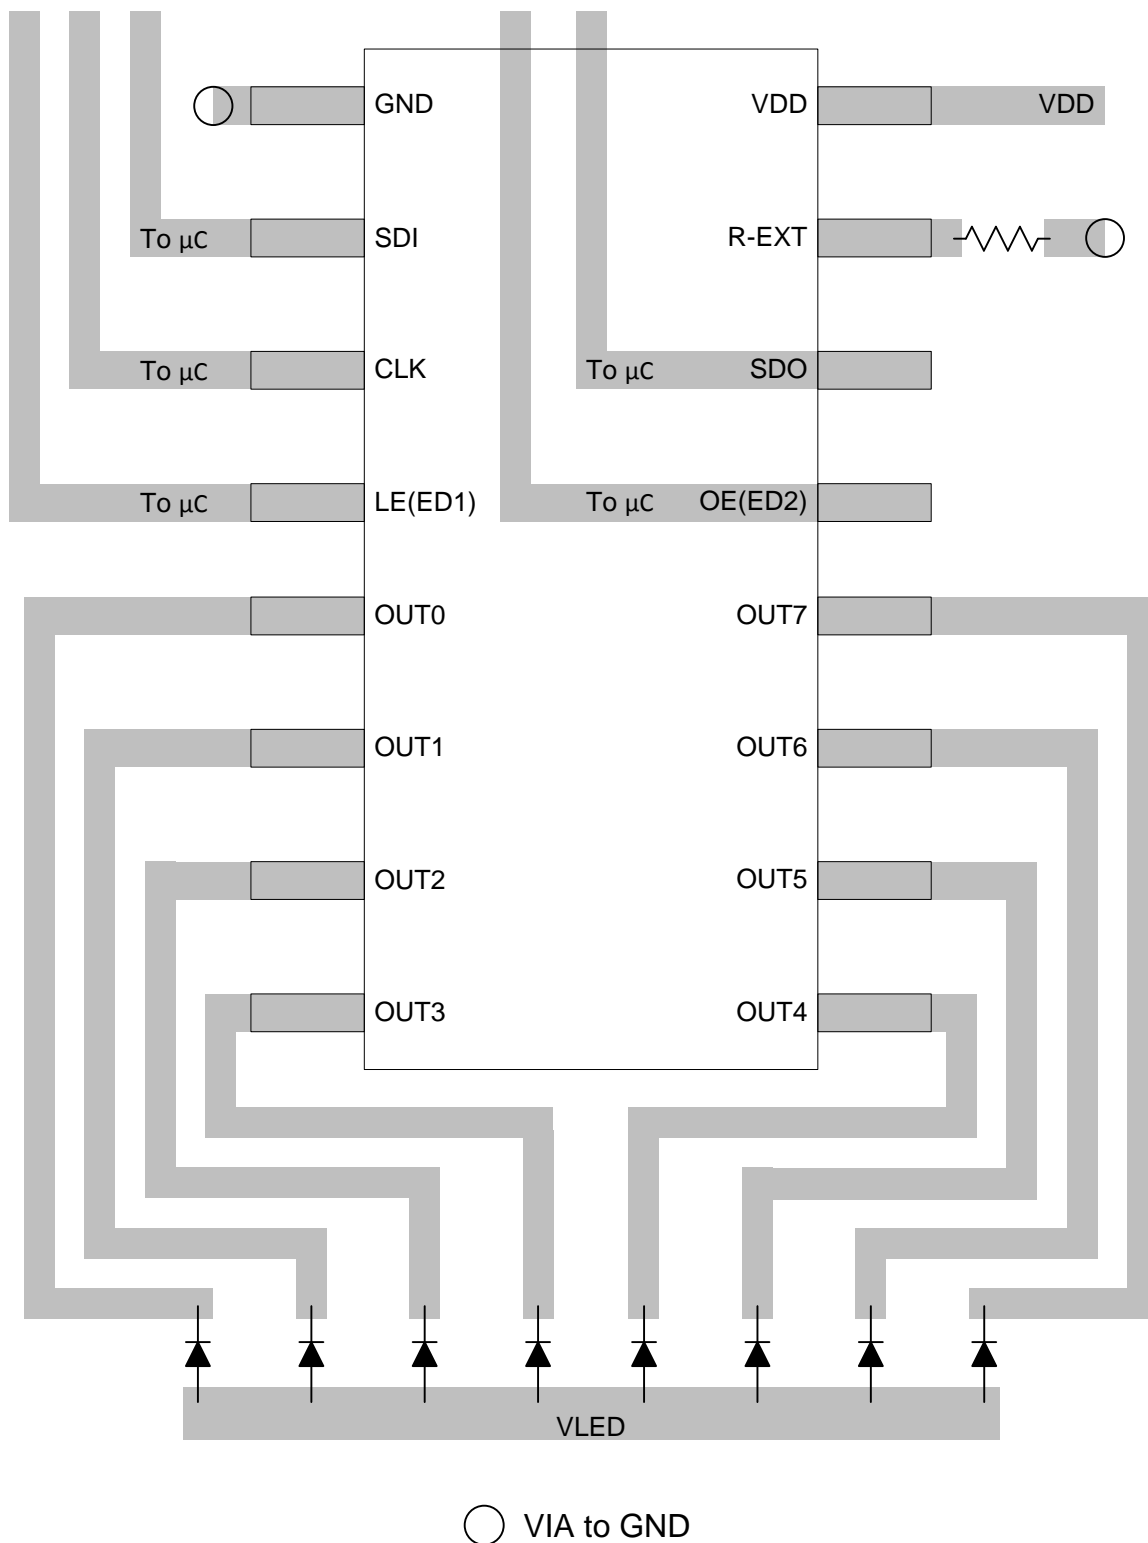 GND VDD VDD
To µC SDI R-EXT
To µC CLK To µC SDO
To µC LE(ED1) To µC OE(ED2)
OUT0 OUT7
OUT1 OUT6
OUT2 OUT5
OUT3 OUT4
VLED
VIA to GND